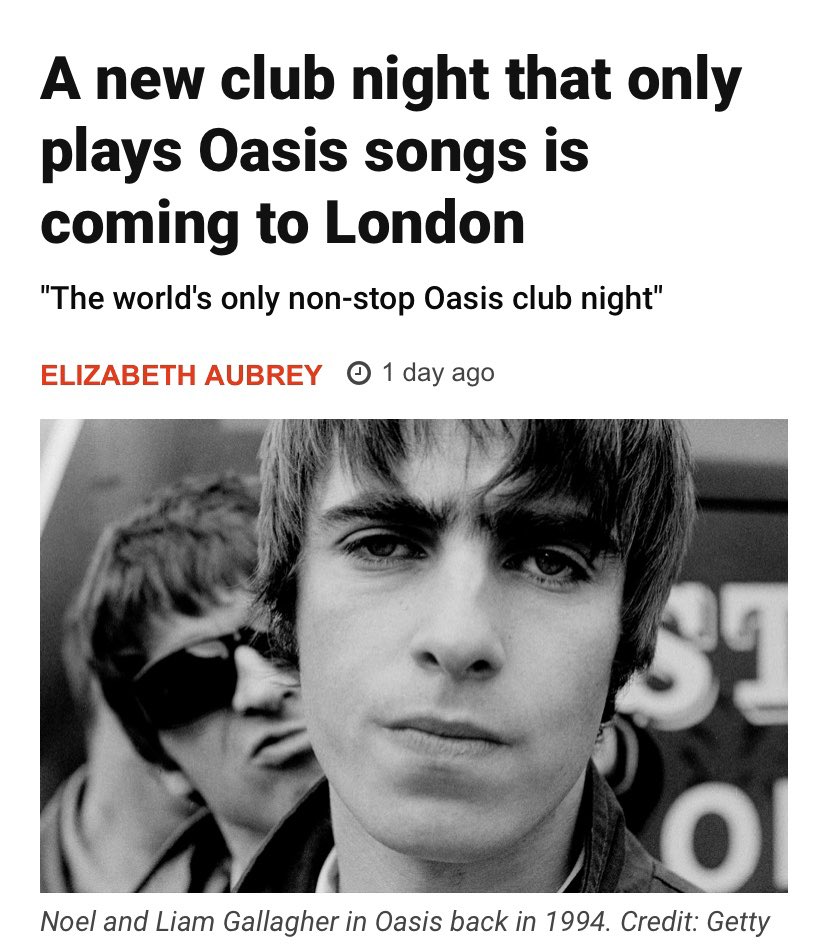 A new club night that only
plays Oasis songs is
coming to London
"The world's only non-stop Oasis club night"
ELIZABETH AUBREY 1 day ago
ST
O
Noel and Liam Gallagher in Oasis back in 1994. Credit: Getty